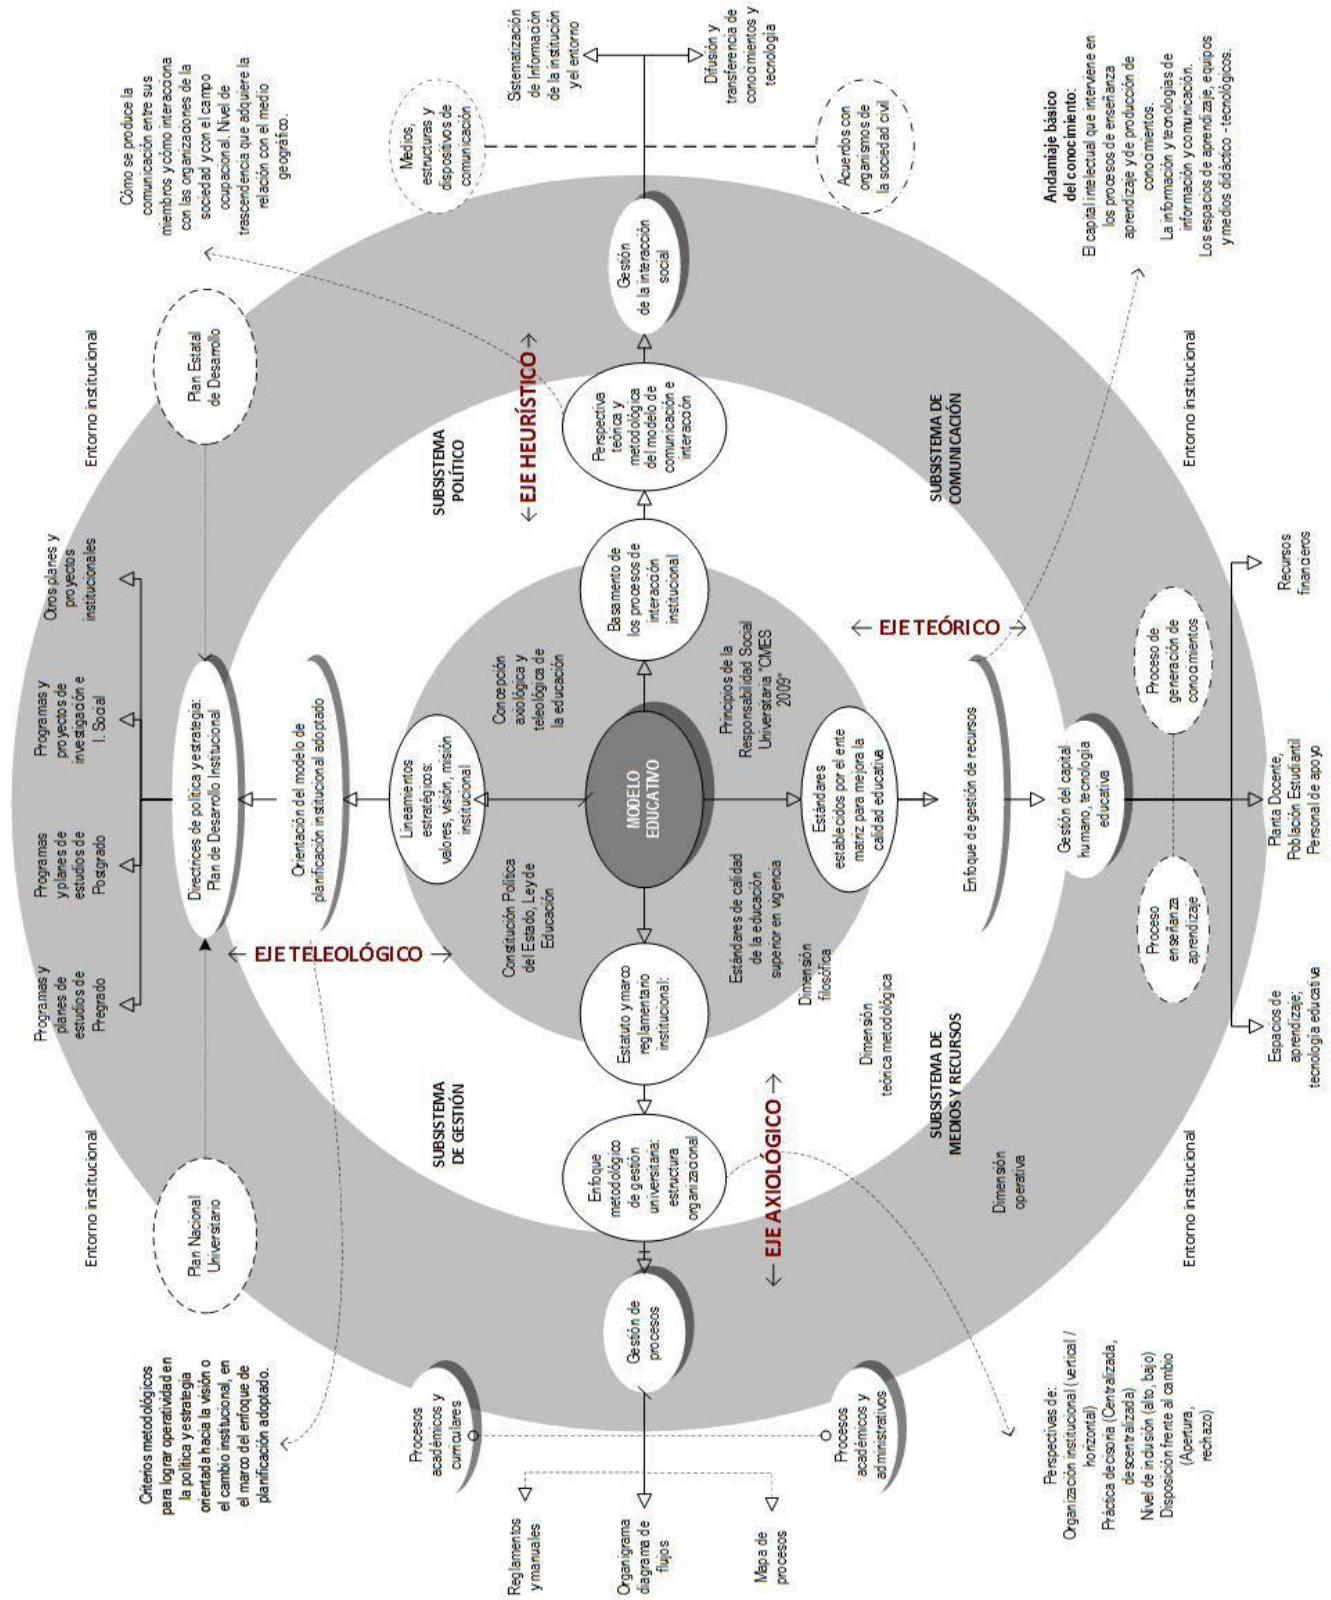 Programas y
planes de
estudios de
Pregrado
Programas
y planes de
estudios de
Postgrado
Programas y
proyectos de
investigación e
I. Social
Otros planes y
proyectos
institucionales
Entorno institucional
Entorno institucional
Criterios metodológicos
para lograr operatividad en
la política y estrategia
orientada hacia la visión o
el cambio institucional, en
el marco del enfoque de
planificación adoptado.
Plan Nacional
Universitario
Directrices de política y estrategia:
Plan de Desarrollo Institucional
Plan Estatal
de Desarrollo
Cómo se produce la
comunicación entre sus
miembros y cómo interacciona
con las organizaciones de la
sociedad y con el campo
ocupacional. Nivel de
trascendencia que adquiere la
relación con el medio
geográfico.
EJE TELEOLÓGICO
Orientación del modelo de
planificación institucional adoptado
Procesos
académicos y
curriculares
SUBSISTEMA
DE GESTIÓN
Lineamientos
estratégicos:
valores, visión, misión
institucional
SUBSISTEMA
POLÍTICO
Medios,
estructuras y
dispositivos de
comunicación
Constitución Política
del Estado, Ley de
Educación
Concepción
axiológica y
teleológica de
la educación
EJE HEURÍSTICO
Reglamentos
y manuales
Sistematización
de Información
de la institución
y el entorno
Organigrama
diagrama de
flujos
Gestión de
procesos
Enfoque
metodológico
de gestión
universitaria:
estructura
organizacional
Estatuto y marco
reglamentario
institucional:
MODELO
EDUCATIVO
Basamento de
los procesos de
interacción
institucional
Perspectiva
teórica y
metodológica
del modelo de
comunicación e
interacción
Gestión
de la interacción
social
Difusión y
transferencia de
conocimientos y
tecnología
Mapa de
procesos
EJE AXIOLÓGICO
Estándares de calidad
de la educación
superior en vigencia
Principios de la
Responsabilidad Social
Universitaria "CMES
2009"
Dimensión
filosófica
Procesos
académicos y
administrativos
Dimensión
teórica metodológica
Estándares
establecidos por el ente
matriz para mejora la
calidad educativa
EJE TEÓRICO
Acuerdos con
organismos de
la sociedad civil
SUBSISTEMA DE
MEDIOS Y RECURSOS
SUBSISTEMA DE
COMUNICACIÓN
Enfoque de gestión de recursos
Dimensión
operativa
Perspectivas de:
Organización institucional (vertical /
horizontal)
Práctica decisoria (Centralizada,
descentralizada)
Nivel de inclusión (alto, bajo)
Disposición frente al cambio
(Apertura,
rechazo)
Gestión del capital
humano, tecnología
educativa
Andamiaje básico
del conocimiento:
El capital intelectual que interviene en
los procesos de enseñanza
aprendizaje y de producción de
conocimientos.
La información y tecnologías de
información y comunicación.
Los espacios de aprendizaje, equipos
y medios didáctico - tecnológicos.
Proceso
enseñanza
aprendizaje
Proceso de
generación de
conocimientos
Entorno institucional
Entorno institucional
Espacios de
aprendizaje;
tecnología educativa
Planta Docente,
Población Estudiantil
Personal de apoyo
Recursos
financieros